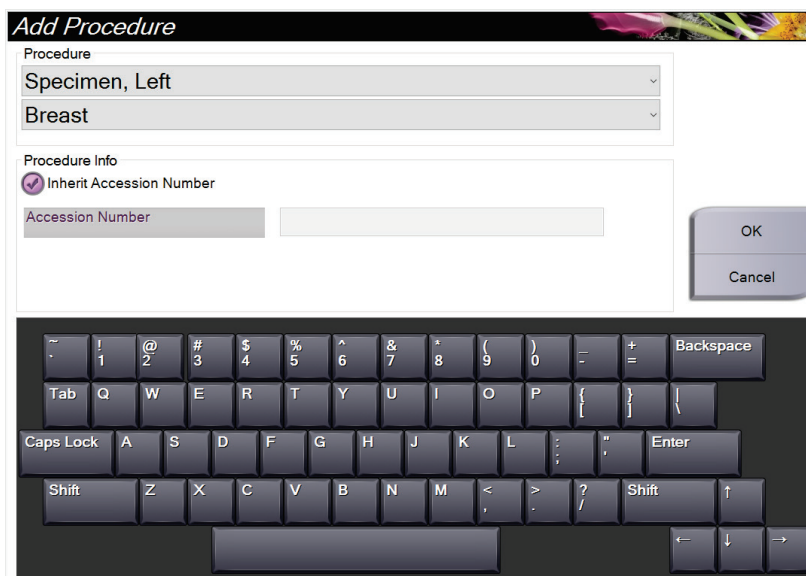 Add Procedure
Procedure
Specimen, Left
Breast
Procedure Info
Inherit Accession Number
Accession Number
OK
Cancel
~ ! @ # $ % ^ & * ( ) _ + Backspace
` 1 2 3 4 5 6 7 8 9 0 - =
Tab Q W E R T Y U I O P { } |
[ ] \
Caps Lock A S D F G H J K L : " Enter
; '
Shift Z X C V B N M < > ? Shift ↑
, . /
← ↓ →